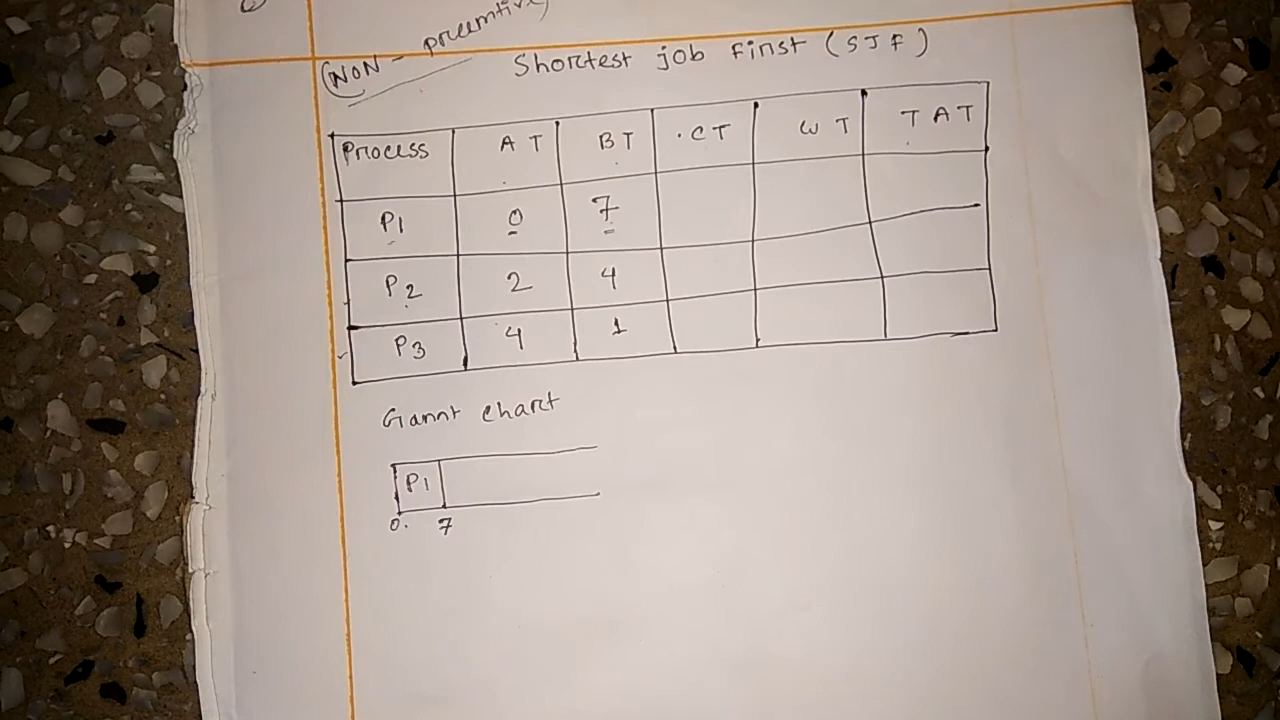 (NON - preemtive)
Shortest job first (SJF)
Process AT BT .CT WT TAT
P1 0 7
P2 2 4
P3 4 1
Gannt chart
P1
0. 7